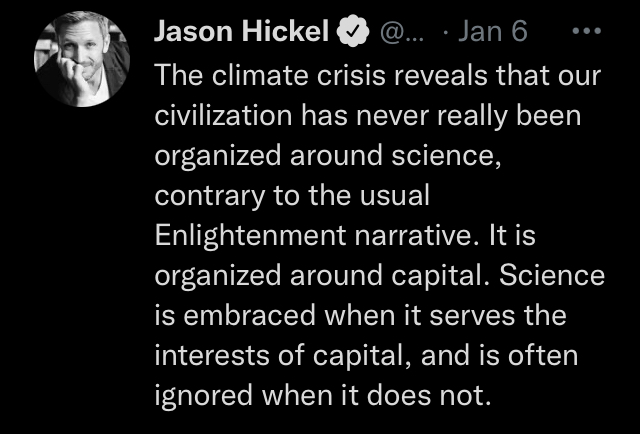 Jason Hickel @... · Jan 6 ...
The climate crisis reveals that our
civilization has never really been
organized around science,
contrary to the usual
Enlightenment narrative. It is
organized around capital. Science
is embraced when it serves the
interests of capital, and is often
ignored when it does not.